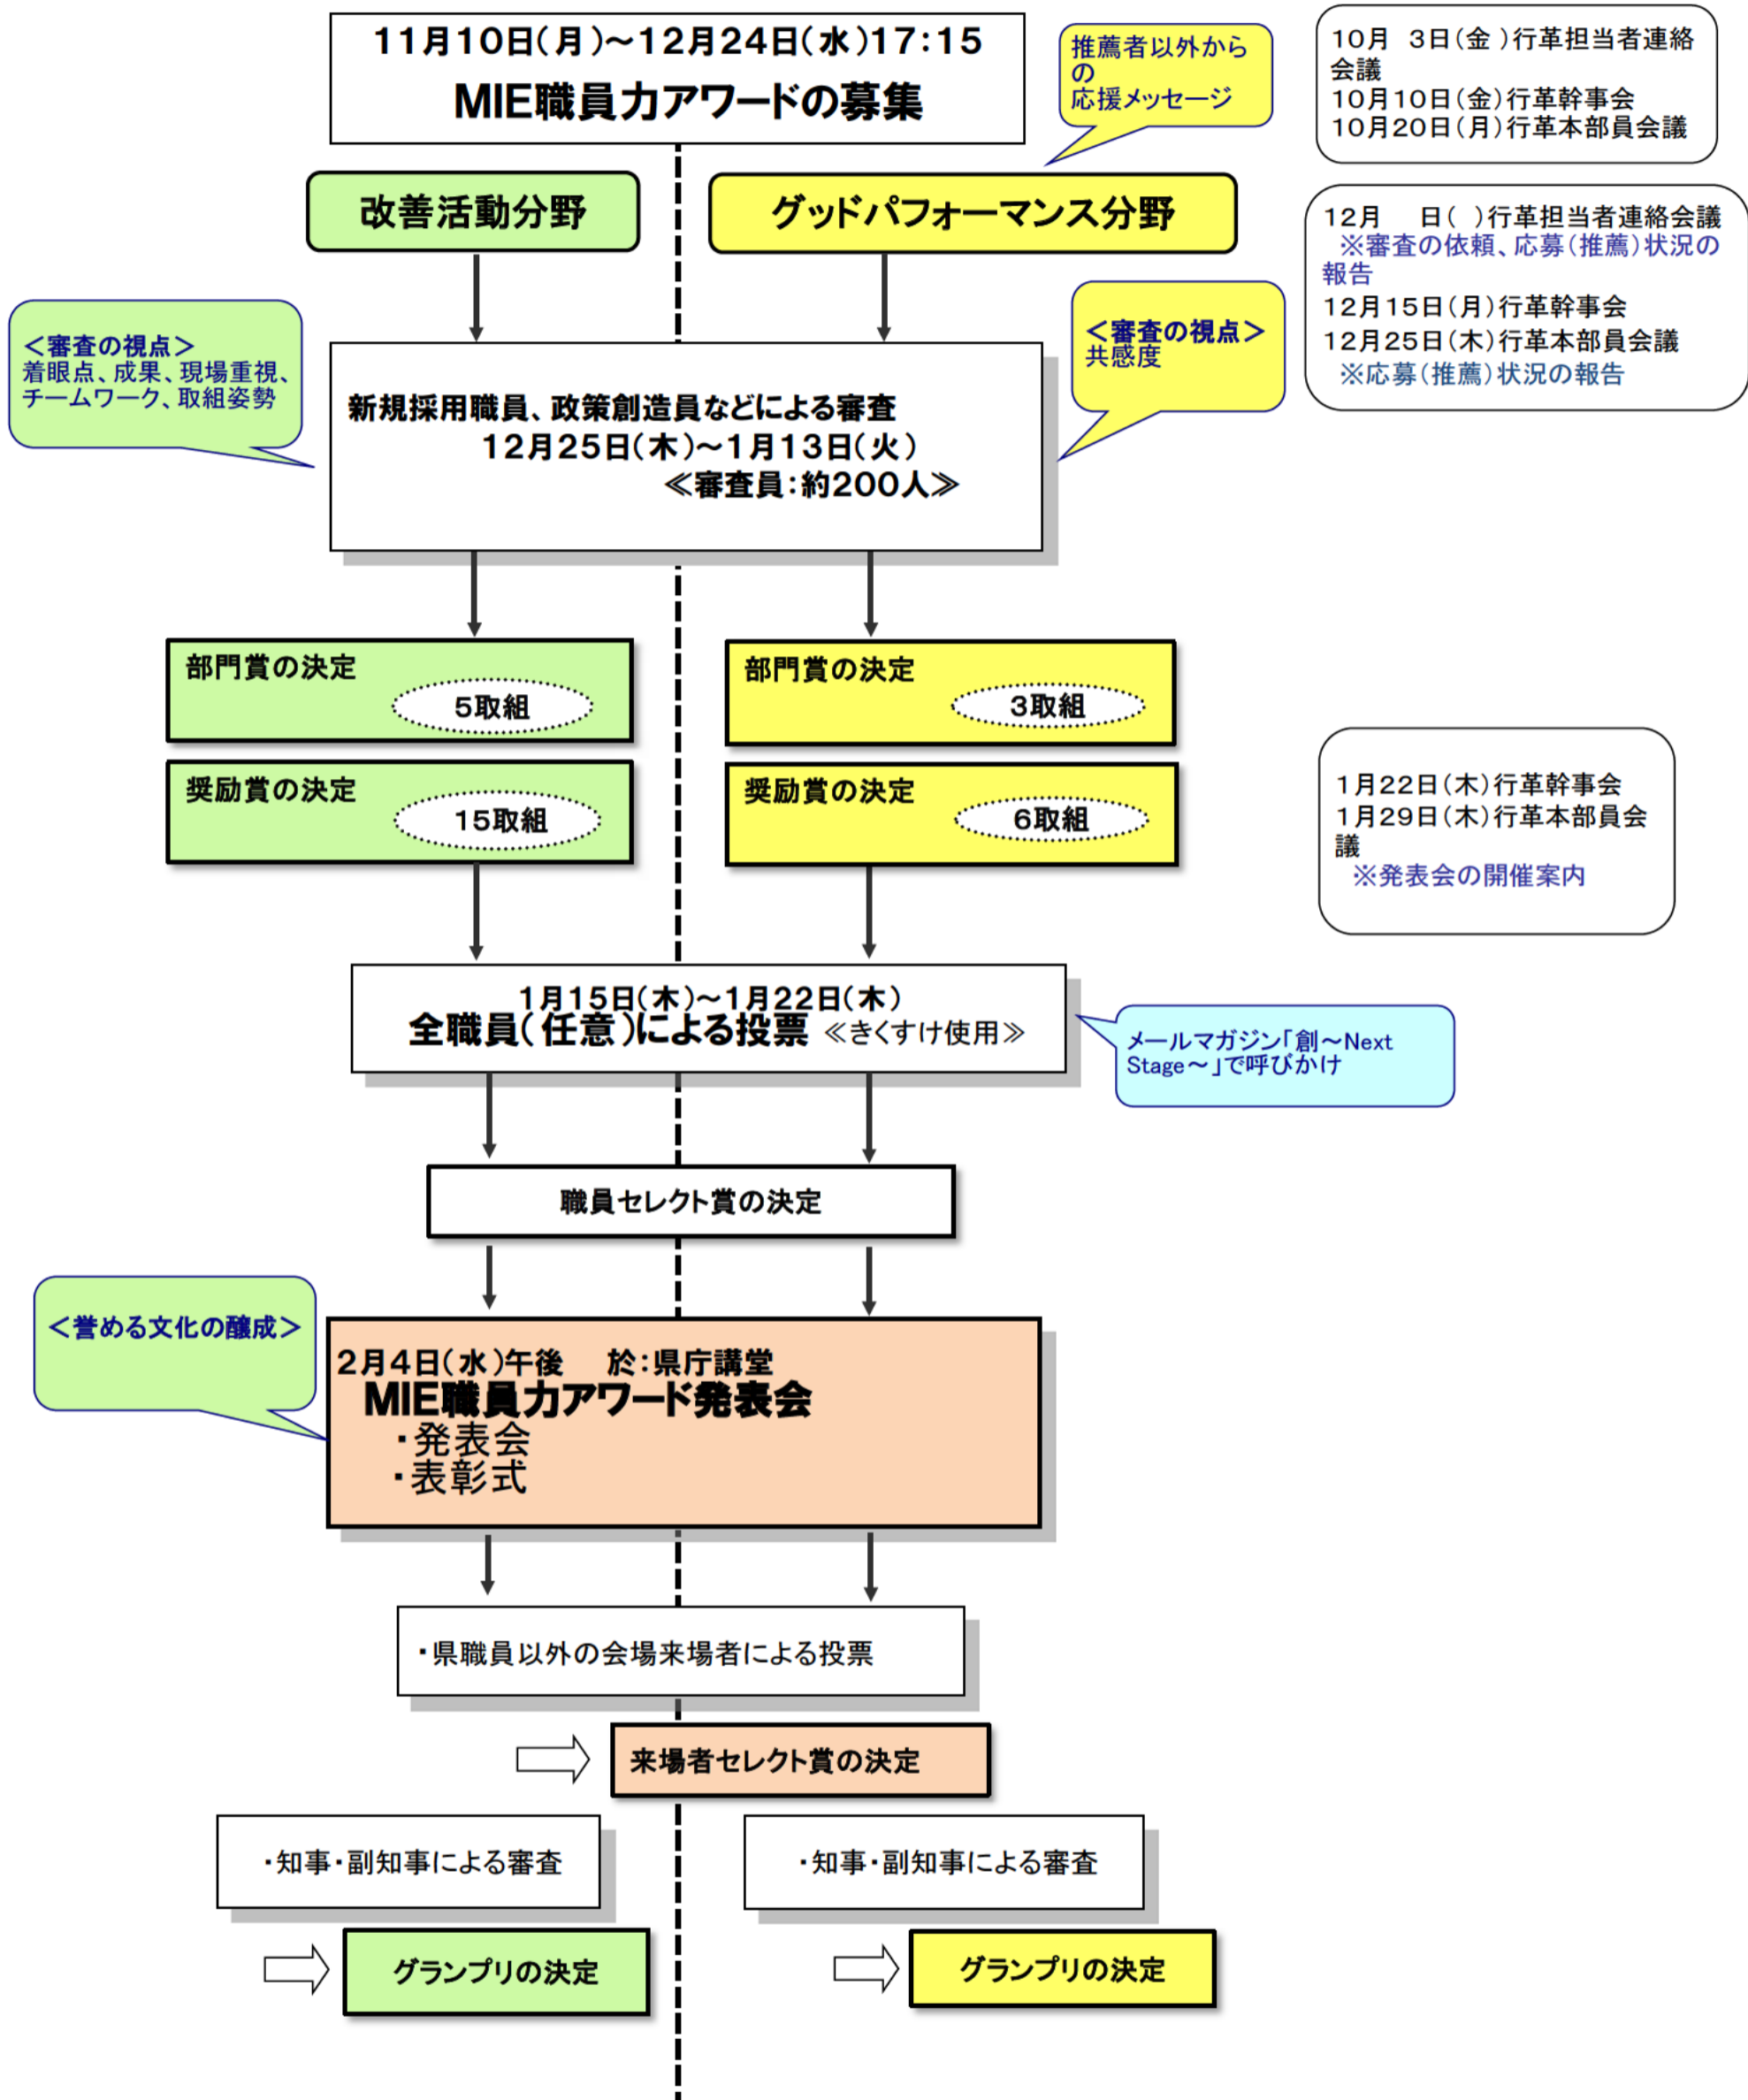 11月10日(月)~12月24日(水)17:15
MIE職員力アワードの募集
推薦者以外から
の
応援メッセージ
10月 3日(金 )行革担当者連絡
会議
10月10日(金)行革幹事会
10月20日(月)行革本部員会議
改善活動分野
グッドパフォーマンス分野
12月 日( )行革担当者連絡会議
※審査の依頼、応募(推薦)状況の
報告
12月15日(月)行革幹事会
12月25日(木)行革本部員会議
※応募(推薦)状況の報告
<審査の視点>
着眼点、成果、現場重視、
チームワーク、取組姿勢
<審査の視点>
共感度
新規採用職員、政策創造員などによる審査
12月25日(木)~1月13日(火)
≪審査員:約200人≫
部門賞の決定
5取組
部門賞の決定
3取組
奨励賞の決定
15取組
奨励賞の決定
6取組
1月22日(木)行革幹事会
1月29日(木)行革本部員会
議
※発表会の開催案内
1月15日(木)~1月22日(木)
全職員(任意)による投票 ≪きくすけ使用≫
メールマガジン「創~Next
Stage~」で呼びかけ
職員セレクト賞の決定
<誉める文化の醸成>
2月4日(水)午後 於:県庁講堂
MIE職員力アワード発表会
・発表会
・表彰式
・県職員以外の会場来場者による投票
来場者セレクト賞の決定
・知事・副知事による審査
・知事・副知事による審査
グランプリの決定
グランプリの決定